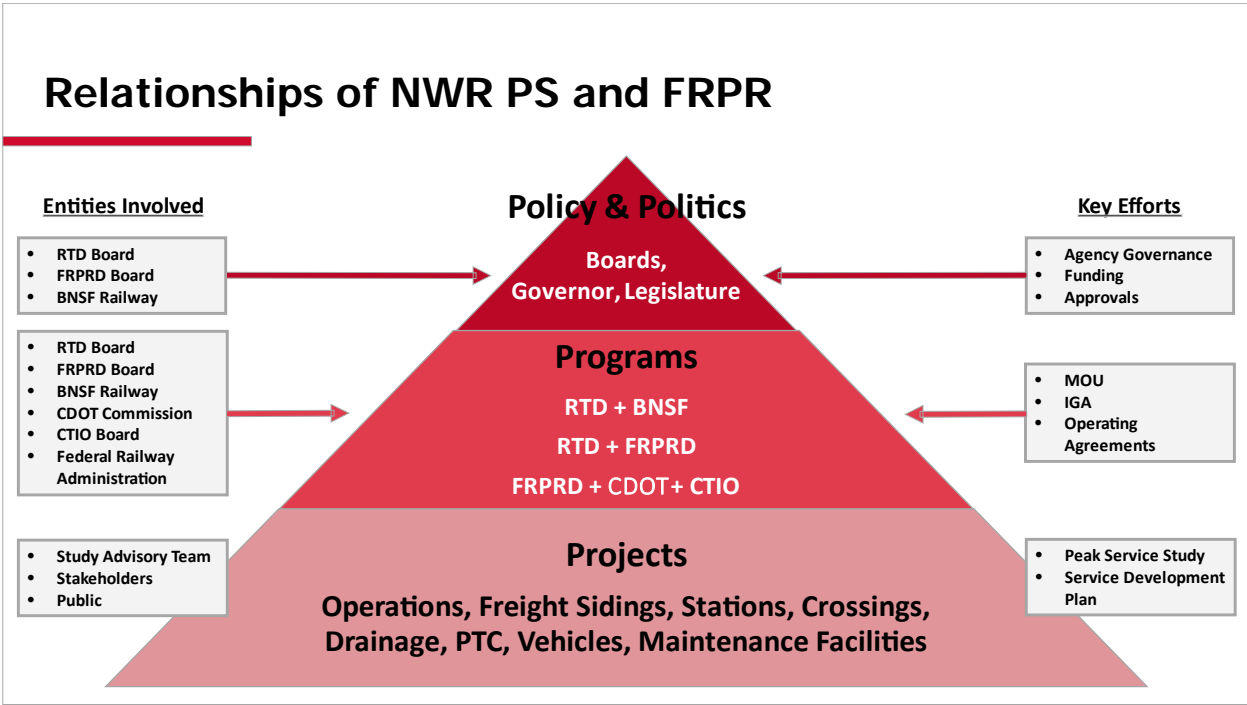 Relationships of NWR PS and FRPR
Entities Involved
• RTD Board
• FRPRD Board
• BNSF Railway
• RTD Board
• FRPRD Board
• BNSF Railway
• CDOT Commission
• CTIO Board
• Federal Railway
Administration
• Study Advisory Team
• Stakeholders
• Public
Policy & Politics
Boards,
Governor, Legislature
Programs
RTD + BNSF
RTD + FRPRD
FRPRD + CDOT+ CTIO
Projects
Operations, Freight Sidings, Stations, Crossings,
Drainage, PTC, Vehicles, Maintenance Facilities
Key Efforts
• Agency Governance
• Funding
• Approvals
• MOU
• IGA
• Operating
Agreements
• Peak Service Study
• Service Development
Plan